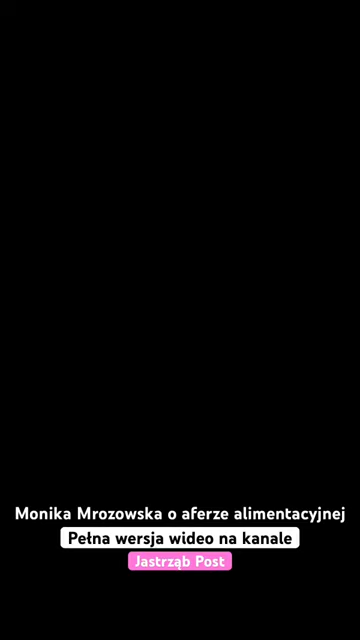 Monika Mrozowska o aferze alimentacyjnej
Pełna wersja wideo na kanale
Jastrząb Post